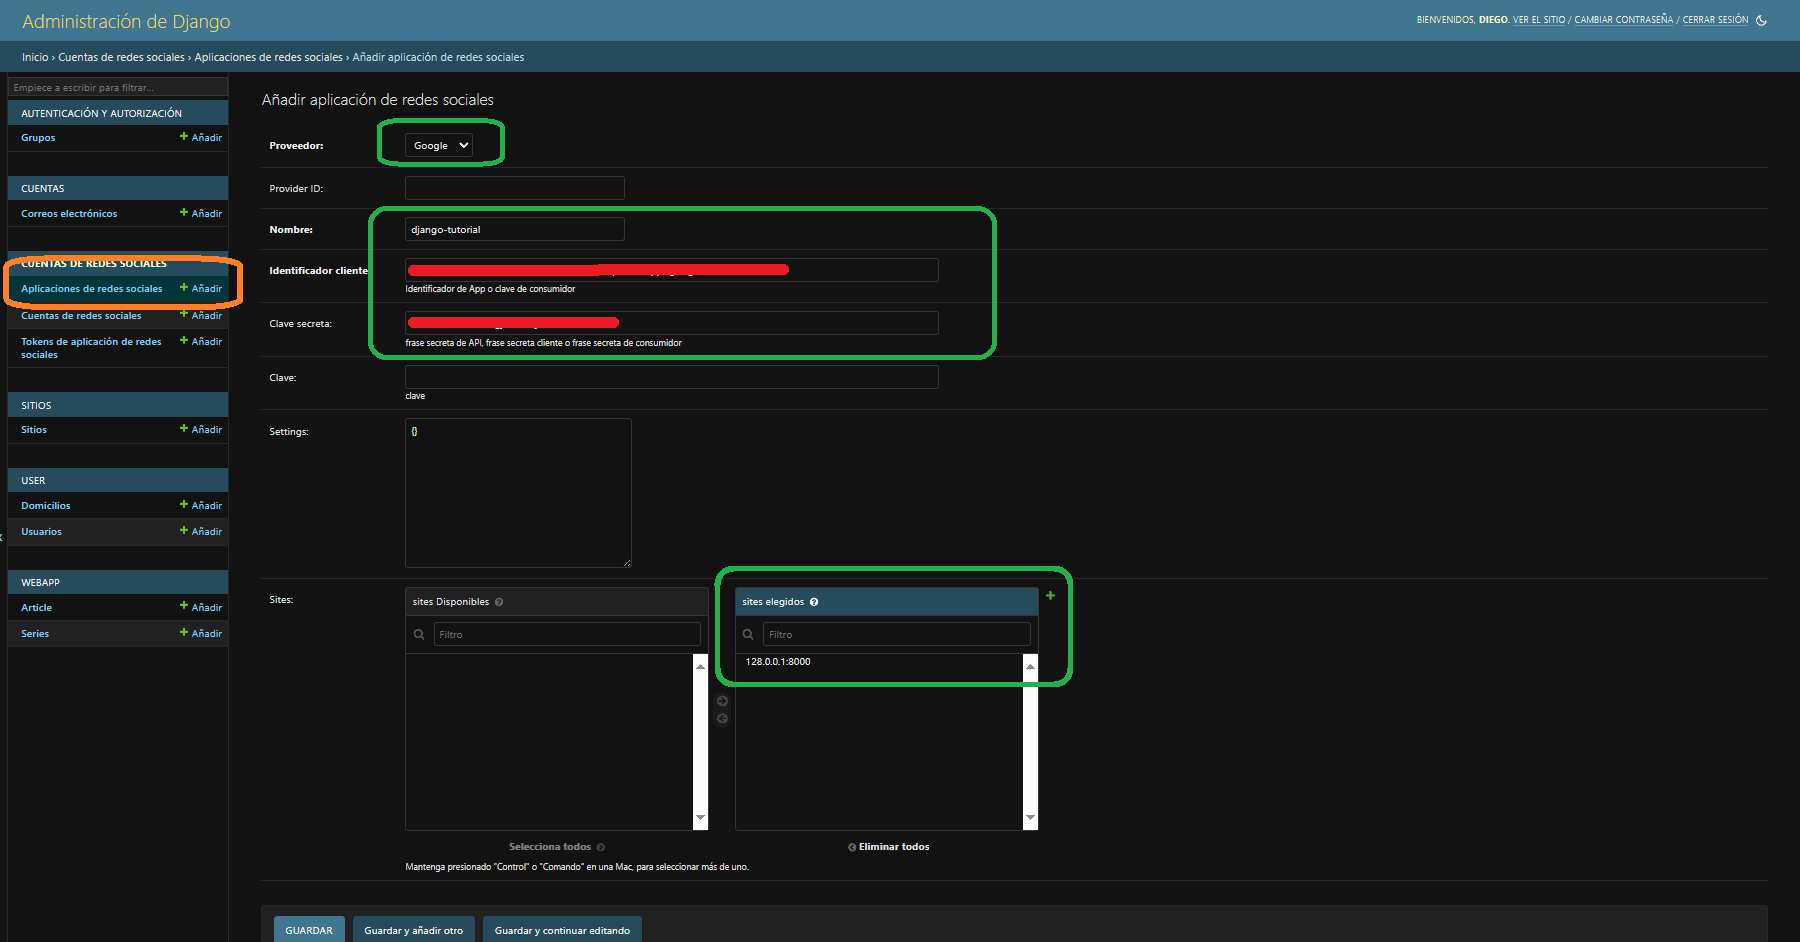 Administración de Django
BIENVENIDOS, DIEGO. VER EL SITIO / CAMBIAR CONTRASEÑA / CERRAR SESIÓN
Inicio › Cuentas de redes sociales › Aplicaciones de redes sociales › Añadir aplicación de redes sociales
Empiece a escribir para filtrar...
AUTENTICACIÓN Y AUTORIZACIÓN
Grupos + Añadir
CUENTAS
Correos electrónicos + Añadir
CUENTAS DE REDES SOCIALES
Aplicaciones de redes sociales + Añadir
Cuentas de redes sociales + Añadir
Tokens de aplicación de redes + Añadir
sociales
SITIOS
Sitios + Añadir
USER
Domicilios + Añadir
Usuarios + Añadir
WEBAPP
Article + Añadir
Series + Añadir
Añadir aplicación de redes sociales
Proveedor: Google
Provider ID:
Nombre: django-tutorial
Identificador cliente
Identificador de App o clave de consumidor
Clave secreta:
frase secreta de API, frase secreta cliente o frase secreta de consumidor
Clave:
clave
Settings: {}
Sites:
sites Disponibles
Filtro
Selecciona todos
sites elegidos
Filtro
128.0.0.1:8000
Eliminar todos
Mantenga presionado "Control" o "Comando" en una Mac, para seleccionar más de uno.
GUARDAR
Guardar y añadir otro
Guardar y continuar editando